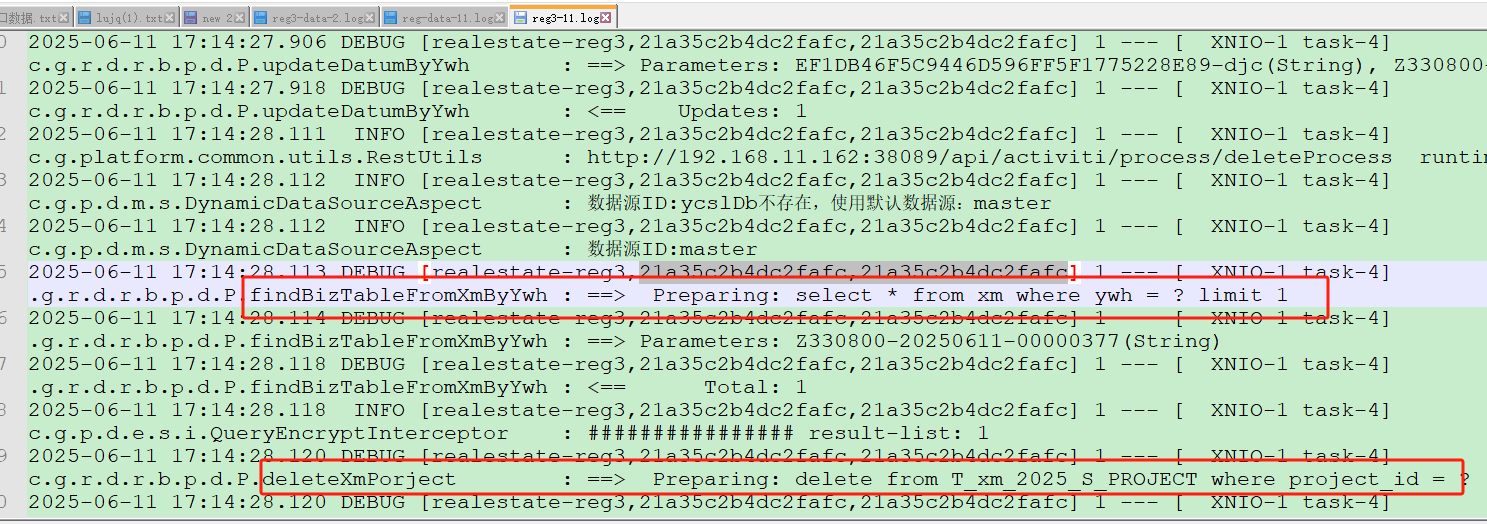 口数据.txt lujq(1).txt new 2 reg3-data-2.log reg-data-11.log reg3-11.log
0 2025-06-11 17:14:27.906 DEBUG [realestate-reg3,21a35c2b4dc2fafc,21a35c2b4dc2fafc] 1 --- [  XNIO-1 task-4]
c.g.r.d.r.b.p.d.P.updateDatumByYwh       : ==> Parameters: EF1DB46F5C9446D596FF5F1775228E89-djc(String), Z330800-
1 2025-06-11 17:14:27.918 DEBUG [realestate-reg3,21a35c2b4dc2fafc,21a35c2b4dc2fafc] 1 --- [  XNIO-1 task-4]
c.g.r.d.r.b.p.d.P.updateDatumByYwh       : <==    Updates: 1
2 2025-06-11 17:14:28.111  INFO [realestate-reg3,21a35c2b4dc2fafc,21a35c2b4dc2fafc] 1 --- [  XNIO-1 task-4]
c.g.platform.common.utils.RestUtils      : http://192.168.11.162:38089/api/activiti/process/deleteProcess  runtin
3 2025-06-11 17:14:28.112  INFO [realestate-reg3,21a35c2b4dc2fafc,21a35c2b4dc2fafc] 1 --- [  XNIO-1 task-4]
c.g.p.d.m.s.DynamicDataSourceAspect      : 数据源ID:ycslDb不存在，使用默认数据源：master
4 2025-06-11 17:14:28.112  INFO [realestate-reg3,21a35c2b4dc2fafc,21a35c2b4dc2fafc] 1 --- [  XNIO-1 task-4]
c.g.p.d.m.s.DynamicDataSourceAspect      : 数据源ID:master
5 2025-06-11 17:14:28.113 DEBUG [realestate-reg3,21a35c2b4dc2fafc,21a35c2b4dc2fafc] 1 --- [  XNIO-1 task-4]
.g.r.d.r.b.p.d.P.findBizTableFromXmByYwh : ==>  Preparing: select * from xm where ywh = ? limit 1
6 2025-06-11 17:14:28.114 DEBUG [realestate-reg3,21a35c2b4dc2fafc,21a35c2b4dc2fafc] 1 --- [  XNIO-1 task-4]
.g.r.d.r.b.p.d.P.findBizTableFromXmByYwh : ==> Parameters: Z330800-20250611-00000377(String)
7 2025-06-11 17:14:28.118 DEBUG [realestate-reg3,21a35c2b4dc2fafc,21a35c2b4dc2fafc] 1 --- [  XNIO-1 task-4]
.g.r.d.r.b.p.d.P.findBizTableFromXmByYwh : <==      Total: 1
8 2025-06-11 17:14:28.118  INFO [realestate-reg3,21a35c2b4dc2fafc,21a35c2b4dc2fafc] 1 --- [  XNIO-1 task-4]
c.g.p.d.e.s.i.QueryEncryptInterceptor    : ################ result-list: 1
9 2025-06-11 17:14:28.120 DEBUG [realestate-reg3,21a35c2b4dc2fafc,21a35c2b4dc2fafc] 1 --- [  XNIO-1 task-4]
c.g.r.d.r.b.p.d.P.deleteXmPorject        : ==>  Preparing: delete from T_xm_2025_S_PROJECT where project_id = ?
0 2025-06-11 17:14:28.120 DEBUG [realestate-reg3,21a35c2b4dc2fafc,21a35c2b4dc2fafc] 1 --- [  XNIO-1 task-4]